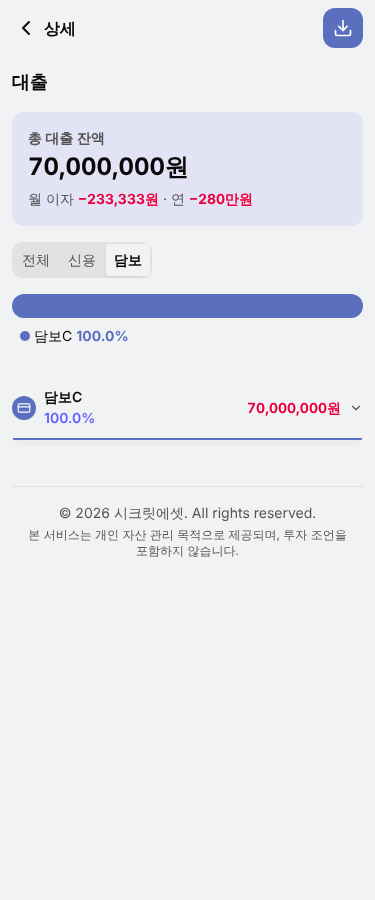 상세
대출
총 대출 잔액
70,000,000원
월 이자 −233,333원 · 연 −280만원
전체 신용 담보
담보C 100.0%
담보C
100.0%
70,000,000원
© 2026 시크릿에셋. All rights reserved.
본 서비스는 개인 자산 관리 목적으로 제공되며, 투자 조언을
포함하지 않습니다.